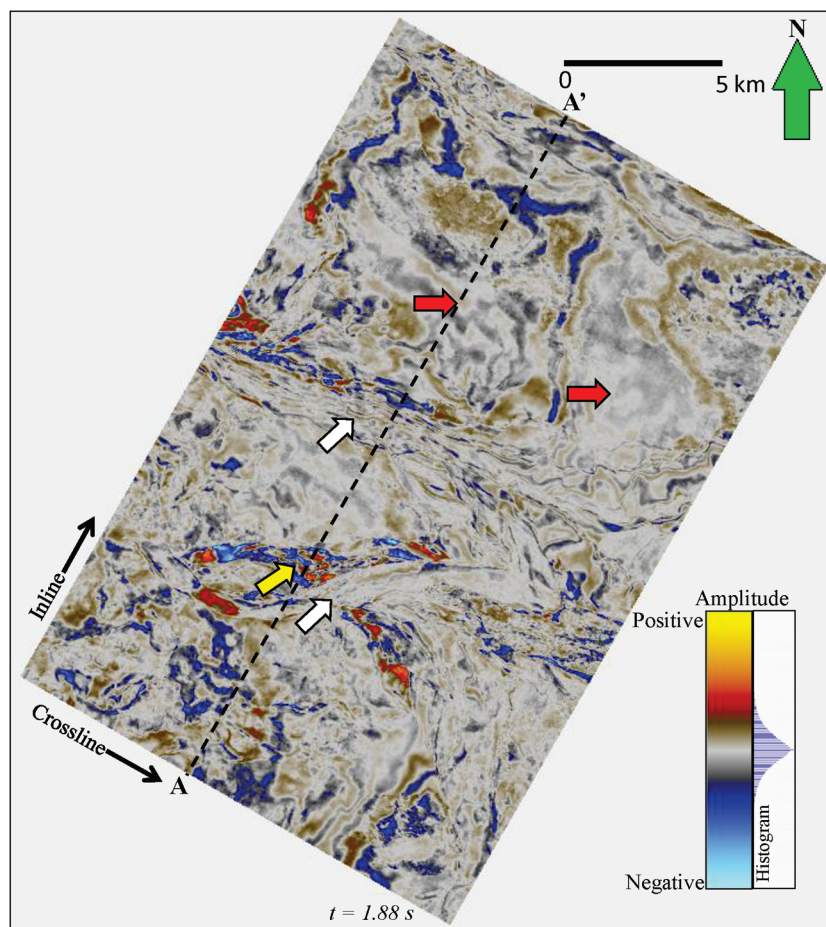 N
0
5 km
A’
Inline
Crossline
A
Amplitude
Positive
Negative
Histogram
t = 1.88 s